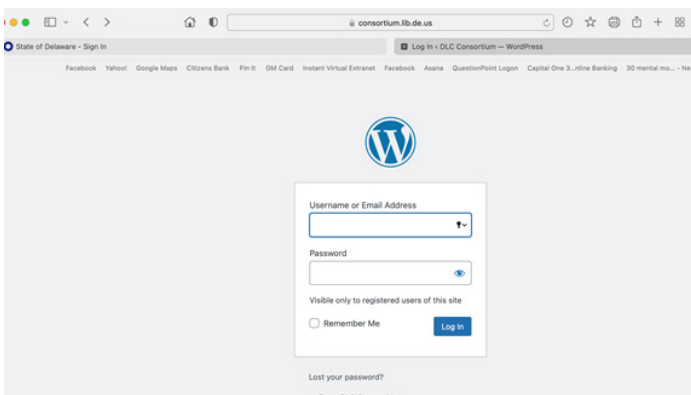 consortium.lib.de.us
State of Delaware - Sign In
Log In ‹ DLC Consortium — WordPress
Facebook Yahoo! Google Maps Citizens Bank Pin It GM Card Instant Virtual Extranet Facebook Asana QuestionPoint Logon Capital One 3...nline Banking 30 mental mo... - Ne
Username or Email Address
Password
Visible only to registered users of this site
Remember Me
Log In
Lost your password?